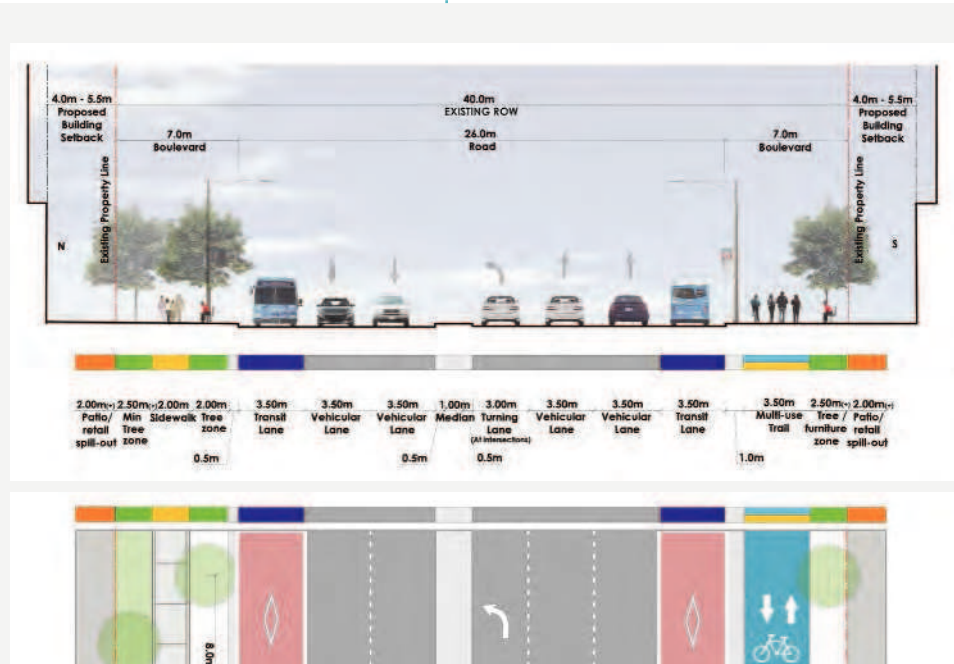 4.0m - 5.5m
Proposed
Building
Setback
40.0m
EXISTING ROW
4.0m - 5.5m
Proposed
Building
Setback
7.0m
Boulevard
26.0m
Road
7.0m
Boulevard
Existing Property Line
Existing Property Line
N
S
2.00m(+)
Patio/
retail
spill-out
2.50m(+)
Min
Tree
zone
2.00m
Sidewalk
2.00m
Tree
zone
3.50m
Transit
Lane
3.50m
Vehicular
Lane
3.50m
Vehicular
Lane
1.00m
Median
3.00m
Turning
Lane
(At intersections)
3.50m
Vehicular
Lane
3.50m
Vehicular
Lane
3.50m
Transit
Lane
3.50m
Multi-use
Trail
2.50m(+)
Tree /
furniture
zone
2.00m(+)
Patio/
retail
spill-out
0.5m
0.5m
0.5m
1.0m